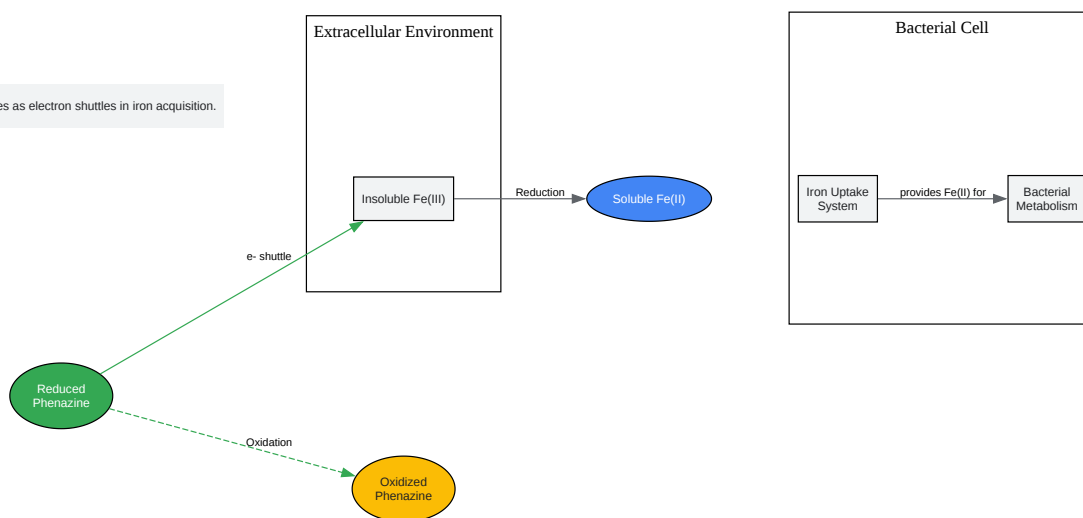 Extracellular Environment
Bacterial Cell
as electron shuttles in iron acquisition.
Insoluble Fe(III)
Reduction
Soluble Fe(II)
Iron Uptake
System
provides Fe(II) for
Bacterial
Metabolism
e- shuttle
Reduced
Phenazine
Oxidation
Oxidized
Phenazine